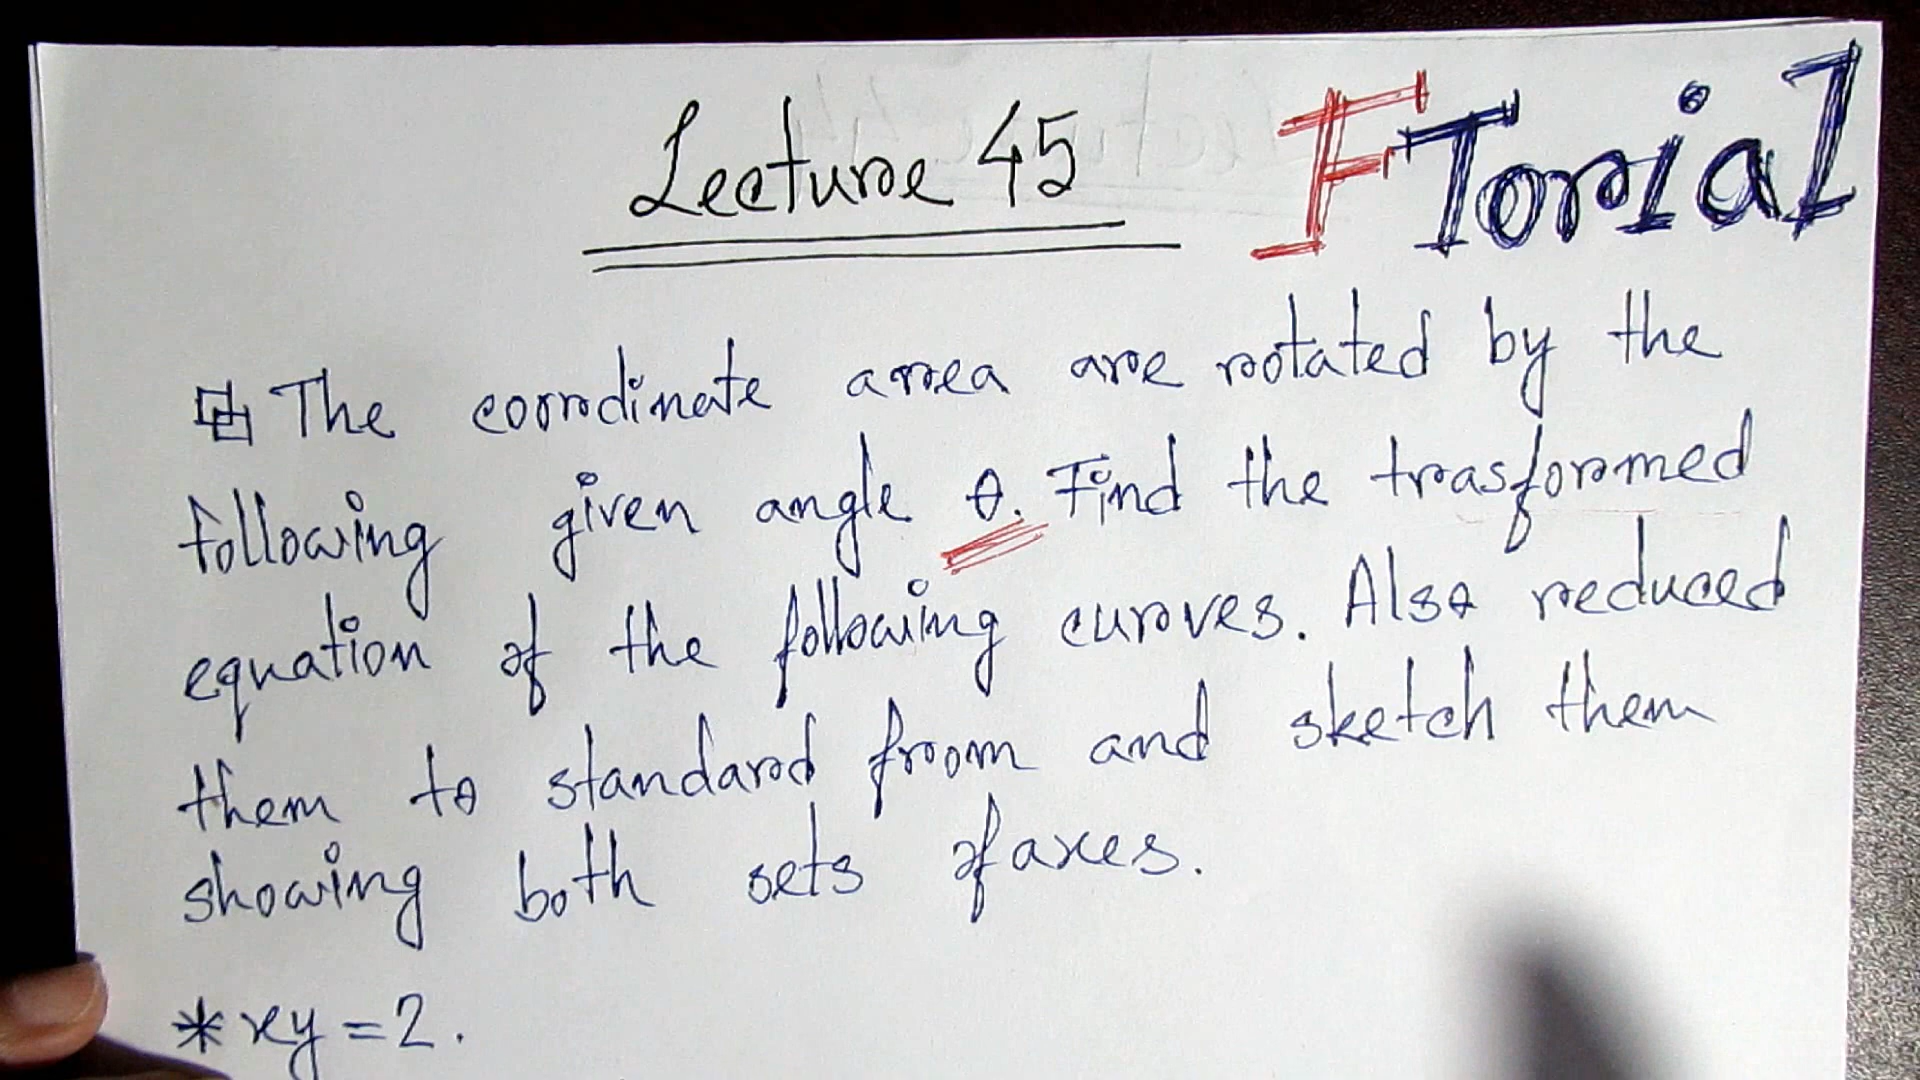 Lecture 45
FTorial
The coordinate area are rotated by the
following given angle θ. Find the trasformed
equation of the following curves. Also reduced
them to standard from and sketch them
showing both sets of axes.
* xy = 2.